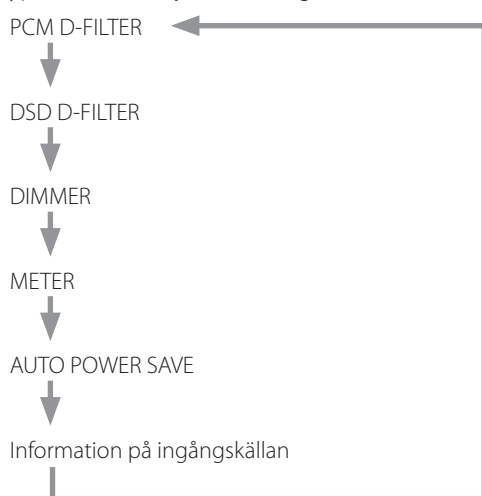 PCM D-FILTER
DSD D-FILTER
DIMMER
METER
AUTO POWER SAVE
Information på ingångskällan